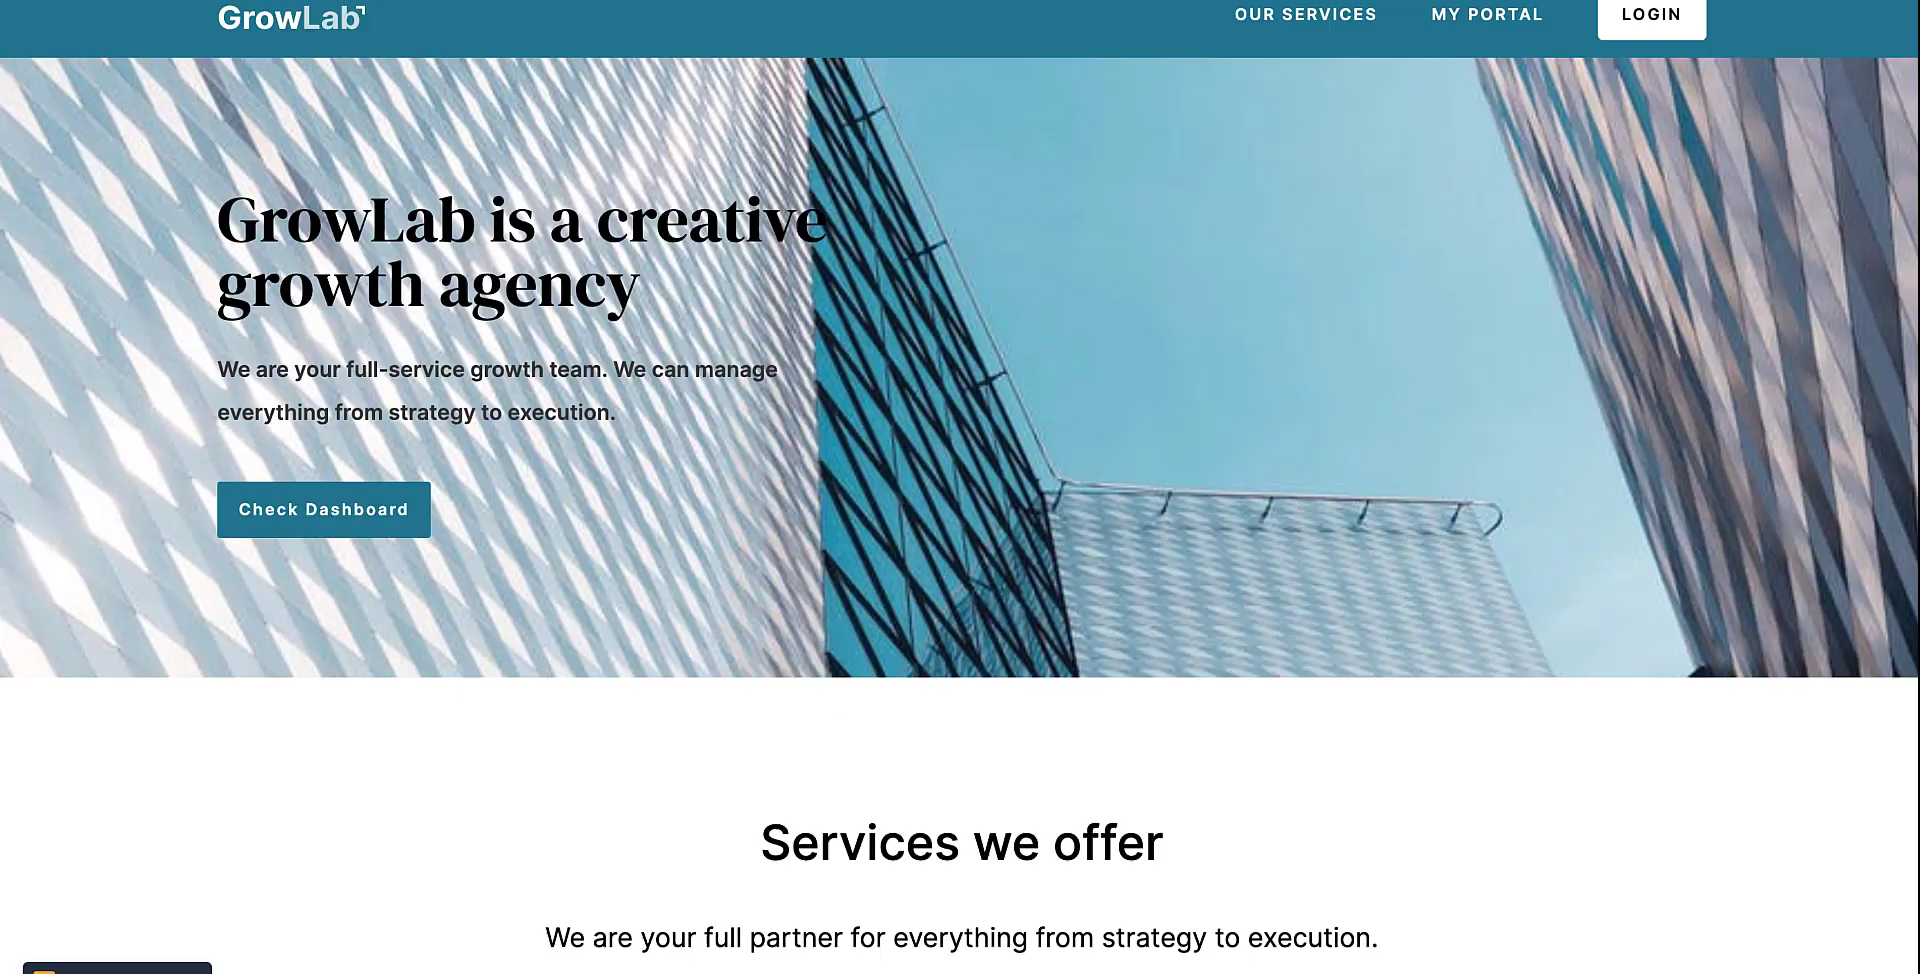 GrowLab
OUR SERVICES
MY PORTAL
LOGIN
GrowLab is a creative
growth agency
We are your full-service growth team. We can manage
everything from strategy to execution.
Check Dashboard
Services we offer
We are your full partner for everything from strategy to execution.